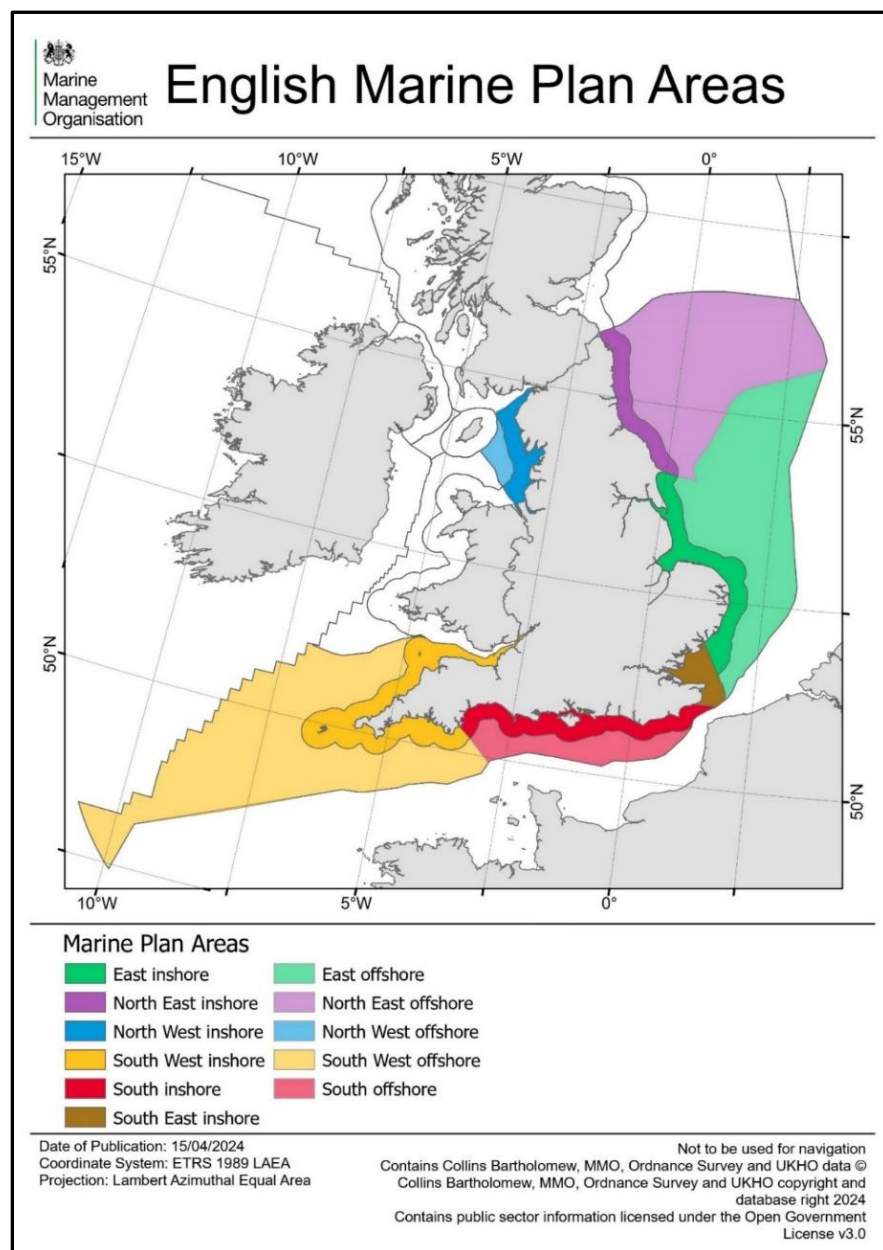 Marine
Management
Organisation
English Marine Plan Areas
15°W 10°W 5°W 0°
55°N
55°N
50°N
50°N
10°W 5°W 0°
Marine Plan Areas
East inshore East offshore
North East inshore North East offshore
North West inshore North West offshore
South West inshore South West offshore
South inshore South offshore
South East inshore
Date of Publication: 15/04/2024
Coordinate System: ETRS 1989 LAEA
Projection: Lambert Azimuthal Equal Area
Not to be used for navigation
Contains Collins Bartholomew, MMO, Ordnance Survey and UKHO data ©
Collins Bartholomew, MMO, Ordnance Survey and UKHO copyright and
database right 2024
Contains public sector information licensed under the Open Government
License v3.0